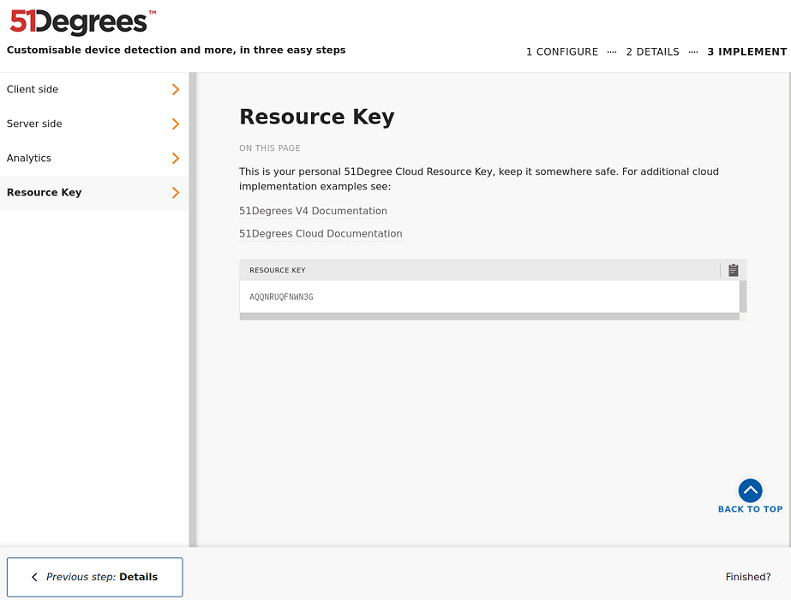 51Degrees™
Customisable device detection and more, in three easy steps
1 CONFIGURE ···· 2 DETAILS ···· 3 IMPLEMENT
Client side
Server side
Analytics
Resource Key
Resource Key
ON THIS PAGE
This is your personal 51Degree Cloud Resource Key, keep it somewhere safe. For additional cloud
implementation examples see:
51Degrees V4 Documentation
51Degrees Cloud Documentation
RESOURCE KEY
AQQNRUQFNWN3G
BACK TO TOP
Previous step: Details
Finished?